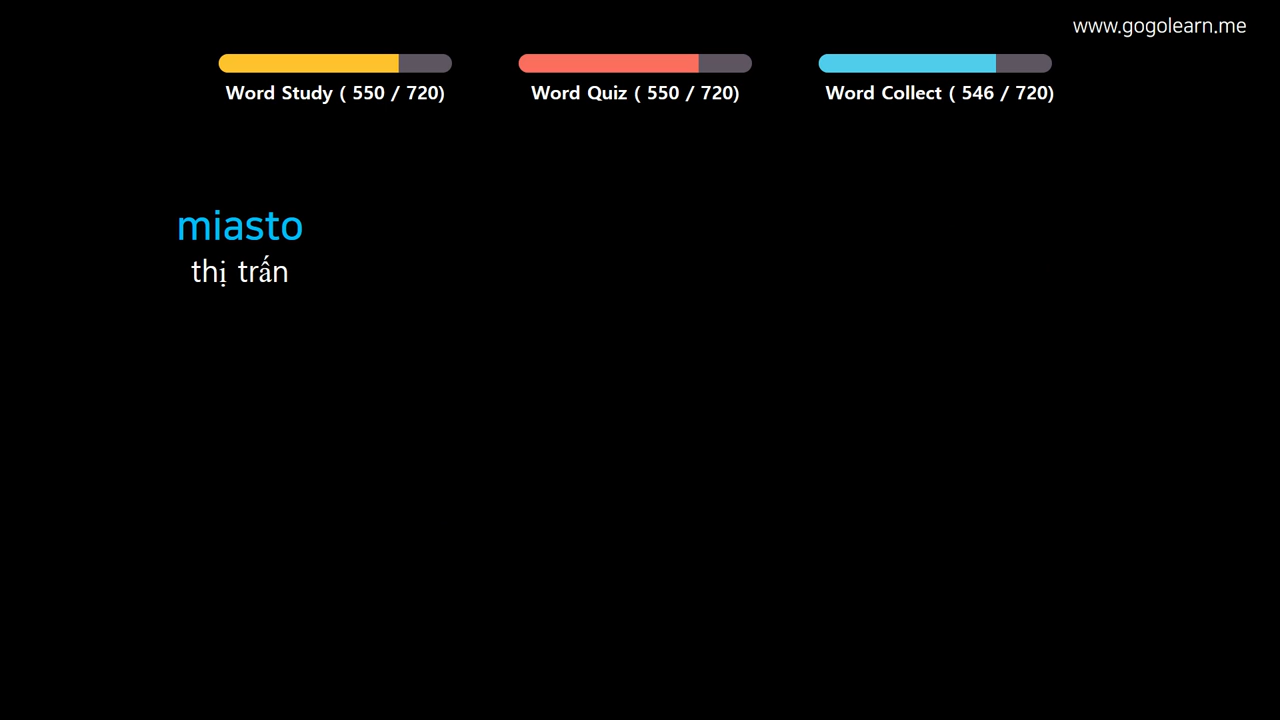 www.gogolearn.me
Word Study ( 550 / 720)
Word Quiz ( 550 / 720)
Word Collect ( 546 / 720)
miasto
thị trấn